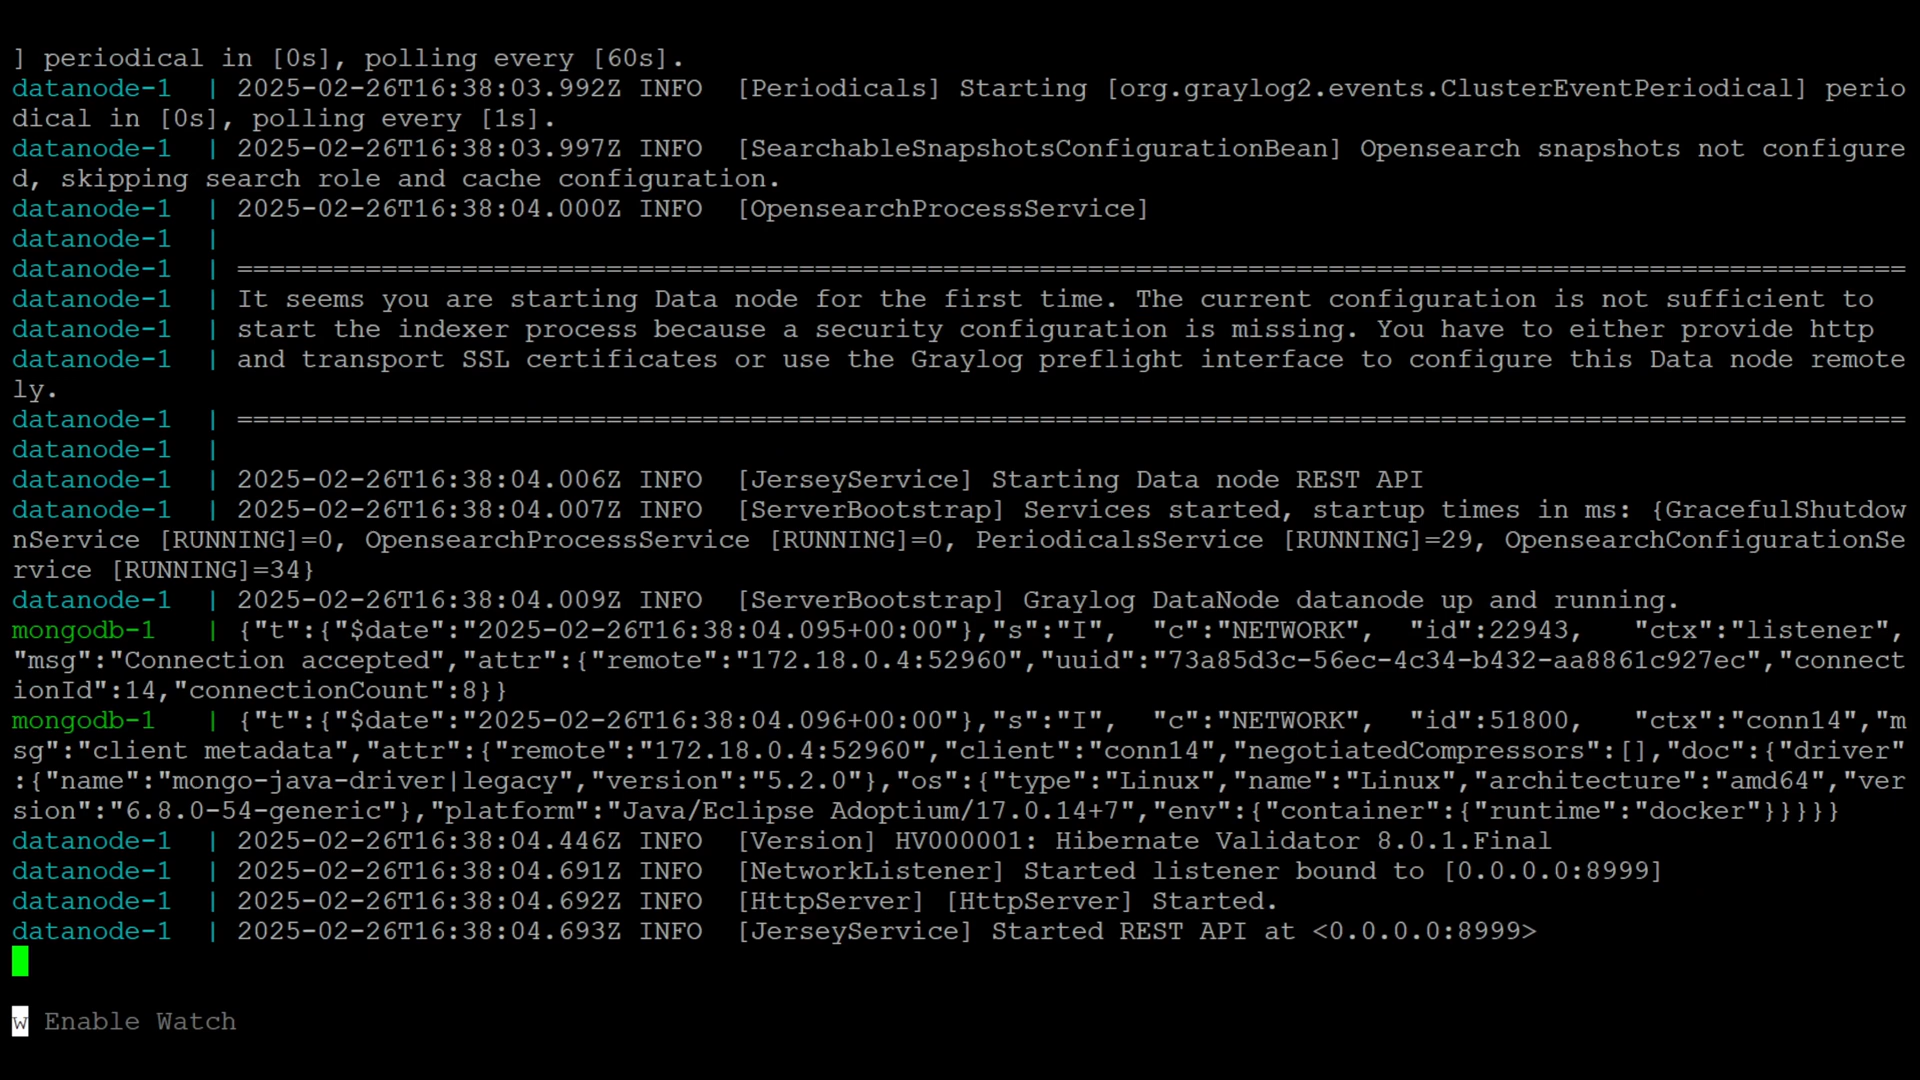 ] periodical in [0s], polling every [60s].
datanode-1  | 2025-02-26T16:38:03.992Z INFO  [Periodicals] Starting [org.graylog2.events.ClusterEventPeriodical] perio
dical in [0s], polling every [1s].
datanode-1  | 2025-02-26T16:38:03.997Z INFO  [SearchableSnapshotsConfigurationBean] Opensearch snapshots not configure
d, skipping search role and cache configuration.
datanode-1  | 2025-02-26T16:38:04.000Z INFO  [OpensearchProcessService]
datanode-1  |
datanode-1  | ========================================================================================================
datanode-1  | It seems you are starting Data node for the first time. The current configuration is not sufficient to
datanode-1  | start the indexer process because a security configuration is missing. You have to either provide http
datanode-1  | and transport SSL certificates or use the Graylog preflight interface to configure this Data node remote
ly.
datanode-1  | ========================================================================================================
datanode-1  |
datanode-1  | 2025-02-26T16:38:04.006Z INFO  [JerseyService] Starting Data node REST API
datanode-1  | 2025-02-26T16:38:04.007Z INFO  [ServerBootstrap] Services started, startup times in ms: {GracefulShutdow
nService [RUNNING]=0, OpensearchProcessService [RUNNING]=0, PeriodicalsService [RUNNING]=29, OpensearchConfigurationSe
rvice [RUNNING]=34}
datanode-1  | 2025-02-26T16:38:04.009Z INFO  [ServerBootstrap] Graylog DataNode datanode up and running.
mongodb-1   | {"t":{"$date":"2025-02-26T16:38:04.095+00:00"},"s":"I",  "c":"NETWORK",  "id":22943,   "ctx":"listener",
"msg":"Connection accepted","attr":{"remote":"172.18.0.4:52960","uuid":"73a85d3c-56ec-4c34-b432-aa8861c927ec","connect
ionId":14,"connectionCount":8}}
mongodb-1   | {"t":{"$date":"2025-02-26T16:38:04.096+00:00"},"s":"I",  "c":"NETWORK",  "id":51800,   "ctx":"conn14","m
sg":"client metadata","attr":{"remote":"172.18.0.4:52960","client":"conn14","negotiatedCompressors":[],"doc":{"driver"
:{"name":"mongo-java-driver|legacy","version":"5.2.0"},"os":{"type":"Linux","name":"Linux","architecture":"amd64","ver
sion":"6.8.0-54-generic"},"platform":"Java/Eclipse Adoptium/17.0.14+7","env":{"container":{"runtime":"docker"}}}}}
datanode-1  | 2025-02-26T16:38:04.446Z INFO  [Version] HV000001: Hibernate Validator 8.0.1.Final
datanode-1  | 2025-02-26T16:38:04.691Z INFO  [NetworkListener] Started listener bound to [0.0.0.0:8999]
datanode-1  | 2025-02-26T16:38:04.692Z INFO  [HttpServer] [HttpServer] Started.
datanode-1  | 2025-02-26T16:38:04.693Z INFO  [JerseyService] Started REST API at <0.0.0.0:8999>
w Enable Watch